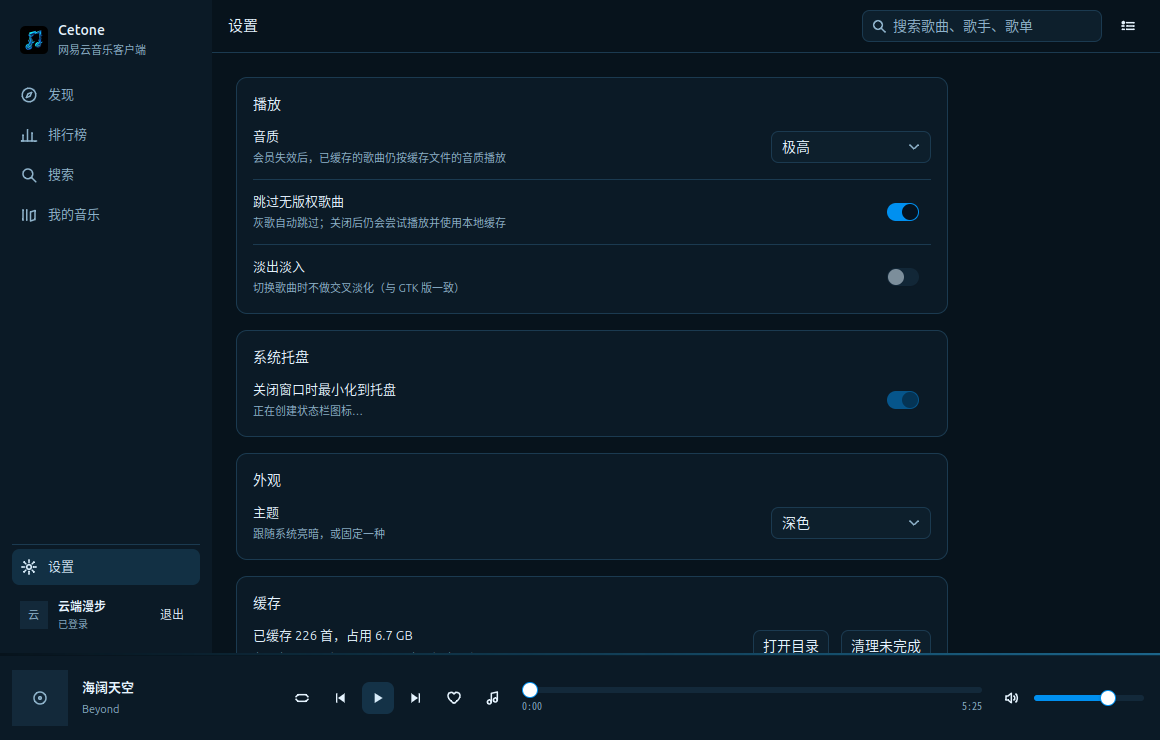 Cetone
网易云音乐客户端
发现
排行榜
搜索
我的音乐
设置
云
云端漫步
已登录
退出
设置
搜索歌曲、歌手、歌单
播放
音质
会员失效后，已缓存的歌曲仍按缓存文件的音质播放
极高
跳过无版权歌曲
灰歌自动跳过；关闭后仍会尝试播放并使用本地缓存
淡出淡入
切换歌曲时不做交叉淡化（与 GTK 版一致）
系统托盘
关闭窗口时最小化到托盘
正在创建状态栏图标…
外观
主题
跟随系统亮暗，或固定一种
深色
缓存
已缓存 226 首，占用 6.7 GB
打开目录
清理未完成
海阔天空
Beyond
0:00
5:25